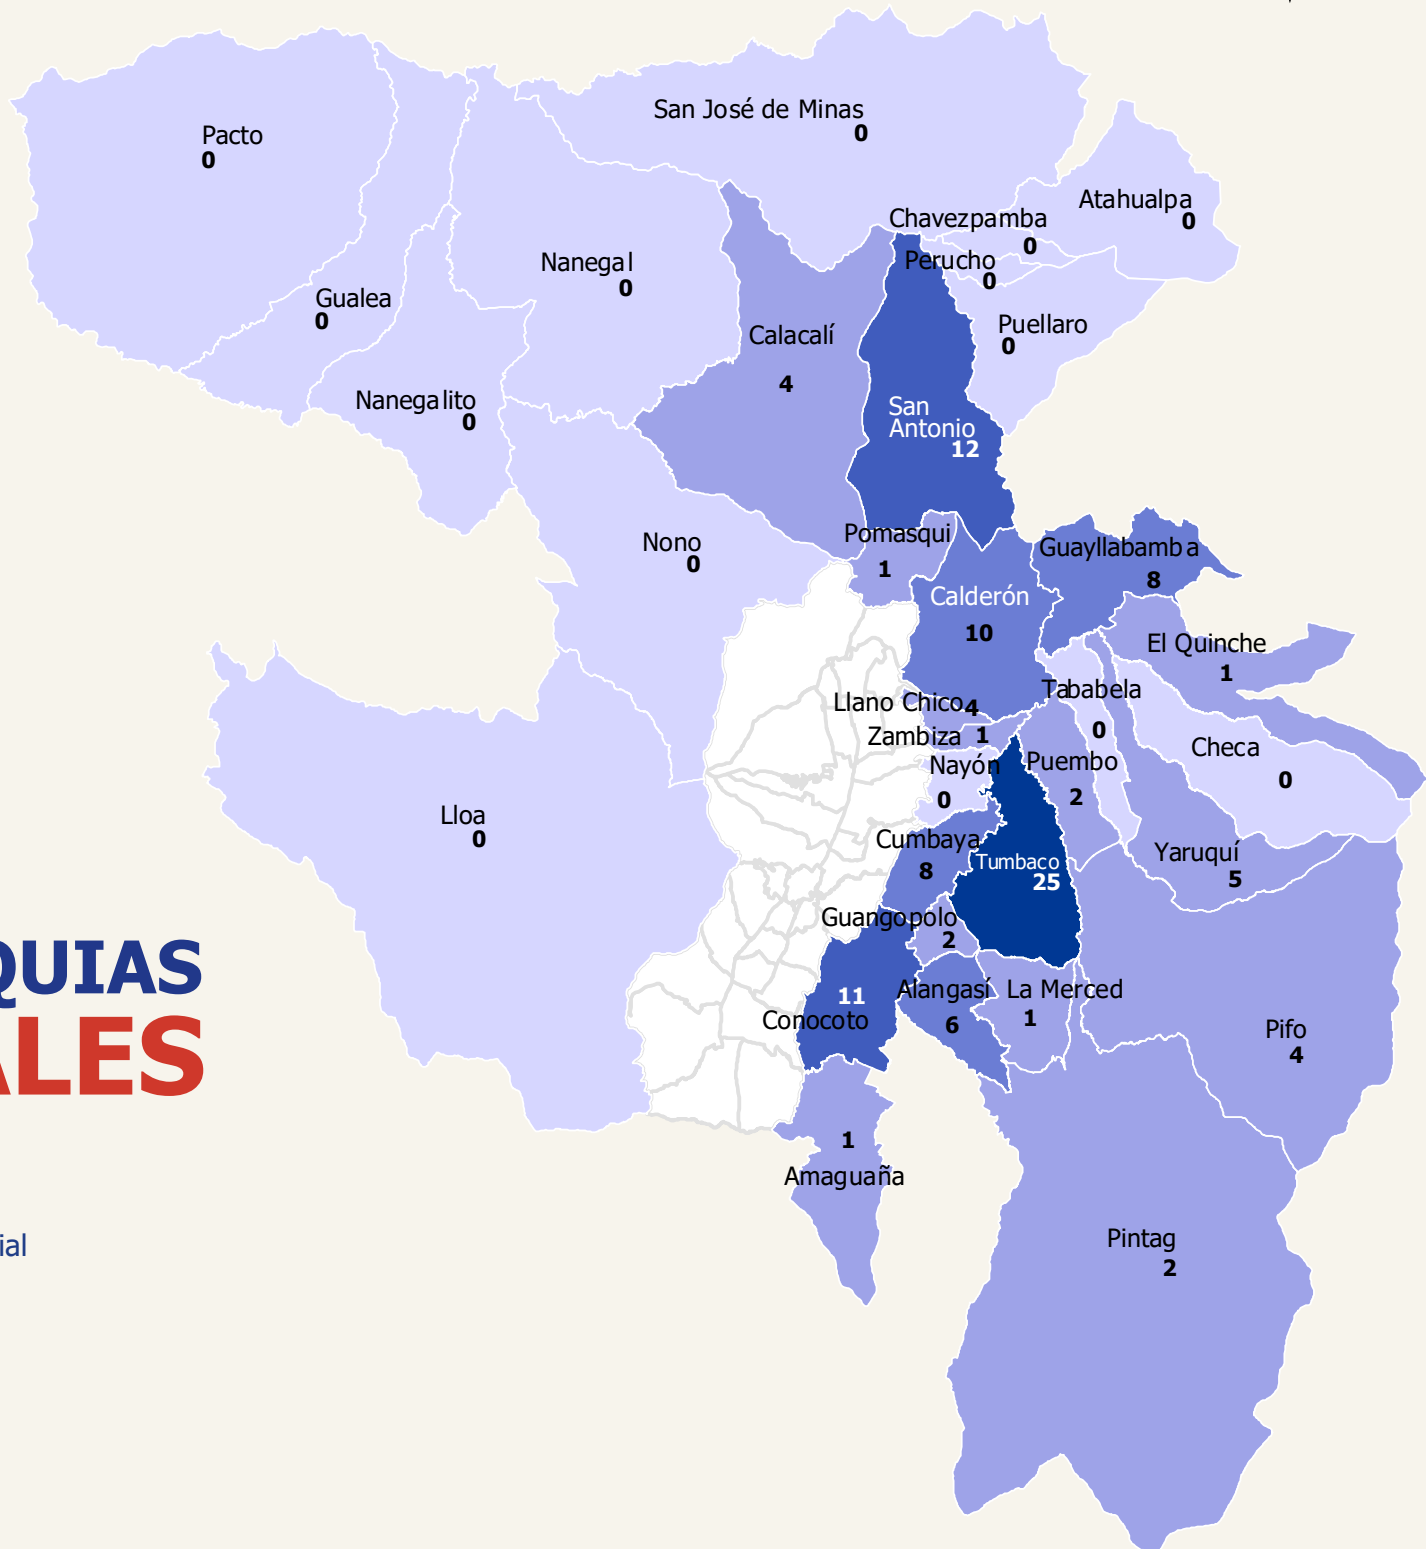 San José de Minas
0
Pacto
0
Atahualpa
0
Chavezpamba
0
Perucho
0
Nanegal
0
Gualea
0
Puellaro
0
Calacalí
4
Nanegalito
0
San
Antonio
12
Pomasqui
1
Nono
0
Guayllabamba
8
Calderón
10
El Quinche
1
Tababela
0
Llano Chico 4
Zambiza 1
Checa
0
Nayón
0
Puembo
2
Lloa
0
Cumbaya
8
Tumbaco
25
Yaruquí
5
Guangopolo
2
QUIAS
ALES
11
Conocoto
Alangasí
6
La Merced
1
Pifo
4
1
Amaguaña
Pintag
2
ial